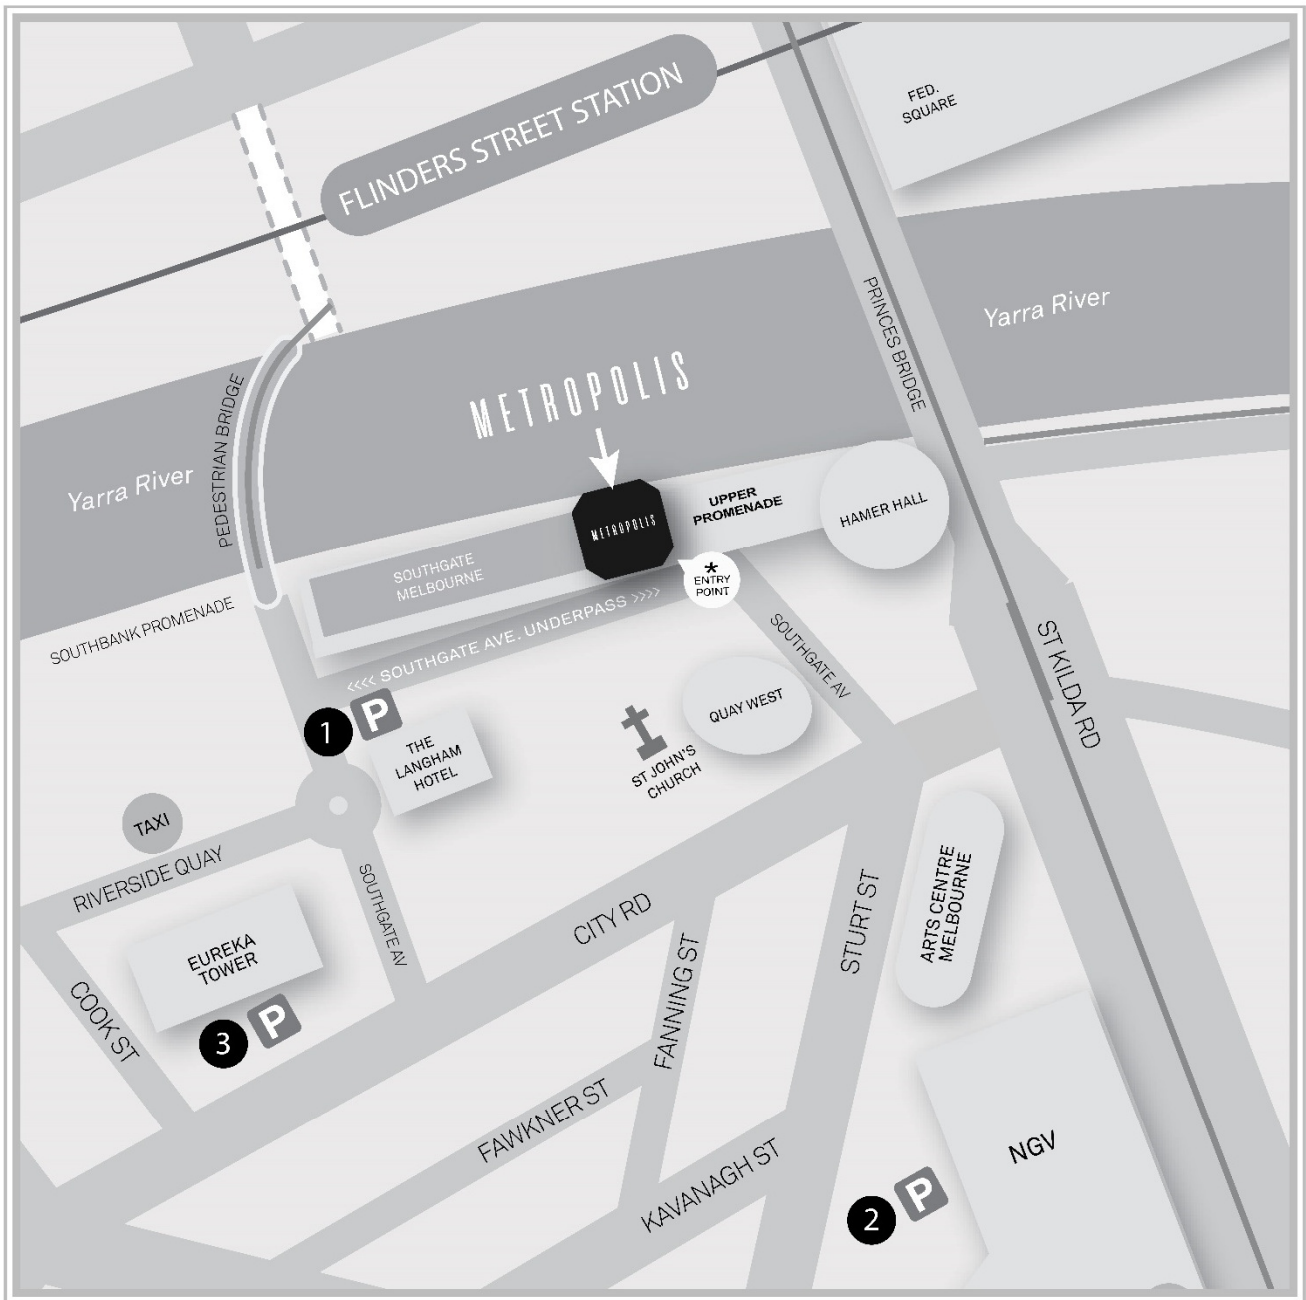 FLINDERS STREET STATION
FED.
SQUARE
PRINCES BRIDGE
Yarra River
METROPOLIS
PEDESTRIAN BRIDGE
Yarra River
METROPOLIS
UPPER
PROMENADE
HAMER HALL
SOUTHGATE
MELBOURNE
*
ENTRY
POINT
SOUTHBANK PROMENADE
<<<< SOUTHGATE AVE. UNDERPASS >>>>
SOUTHGATE AV
ST KILDA RD
QUAY WEST
1
P
THE
LANGHAM
HOTEL
ST JOHN'S
CHURCH
TAXI
RIVERSIDE QUAY
SOUTHGATE AV
CITY RD
STURT ST
ARTS CENTRE
MELBOURNE
EUREKA
TOWER
FANNING ST
COOK ST
3
P
FAWKNER ST
KAVANAGH ST
NGV
2
P